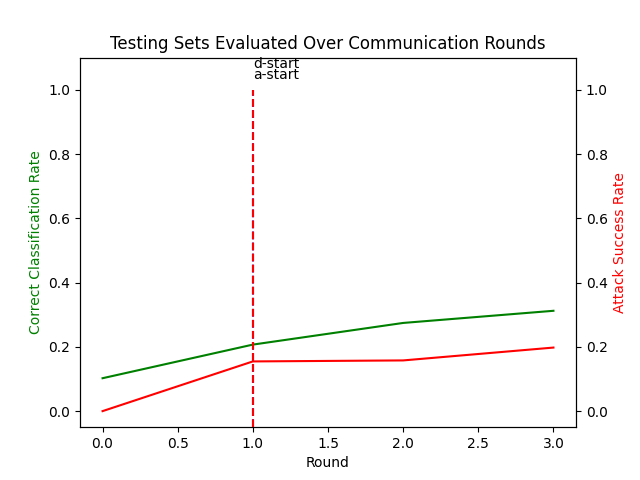 Testing Sets Evaluated Over Communication Rounds
d-start
a-start
1.0
0.8
0.6
0.4
0.2
0.0
Correct Classification Rate
1.0
0.8
0.6
0.4
0.2
0.0
Attack Success Rate
0.0 0.5 1.0 1.5 2.0 2.5 3.0
Round